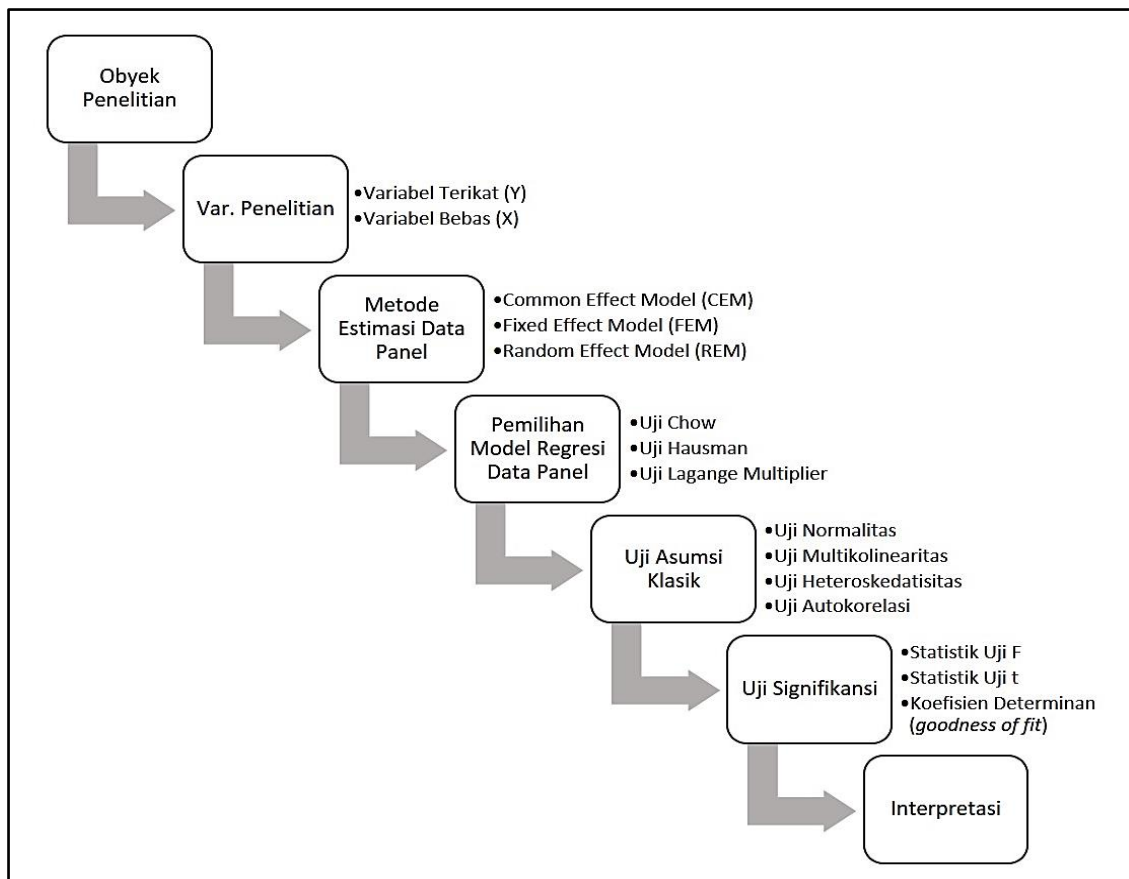 Obyek
Penelitian
Var. Penelitian
•Variabel Terikat (Y)
•Variabel Bebas (X)
Metode
Estimasi Data
Panel
•Common Effect Model (CEM)
•Fixed Effect Model (FEM)
•Random Effect Model (REM)
Pemilihan
Model Regresi
Data Panel
•Uji Chow
•Uji Hausman
•Uji Lagange Multiplier
Uji Asumsi
Klasik
•Uji Normalitas
•Uji Multikolinearitas
•Uji Heteroskedatisitas
•Uji Autokorelasi
Uji Signifikansi
•Statistik Uji F
•Statistik Uji t
•Koefisien Determinan
(goodness of fit)
Interpretasi